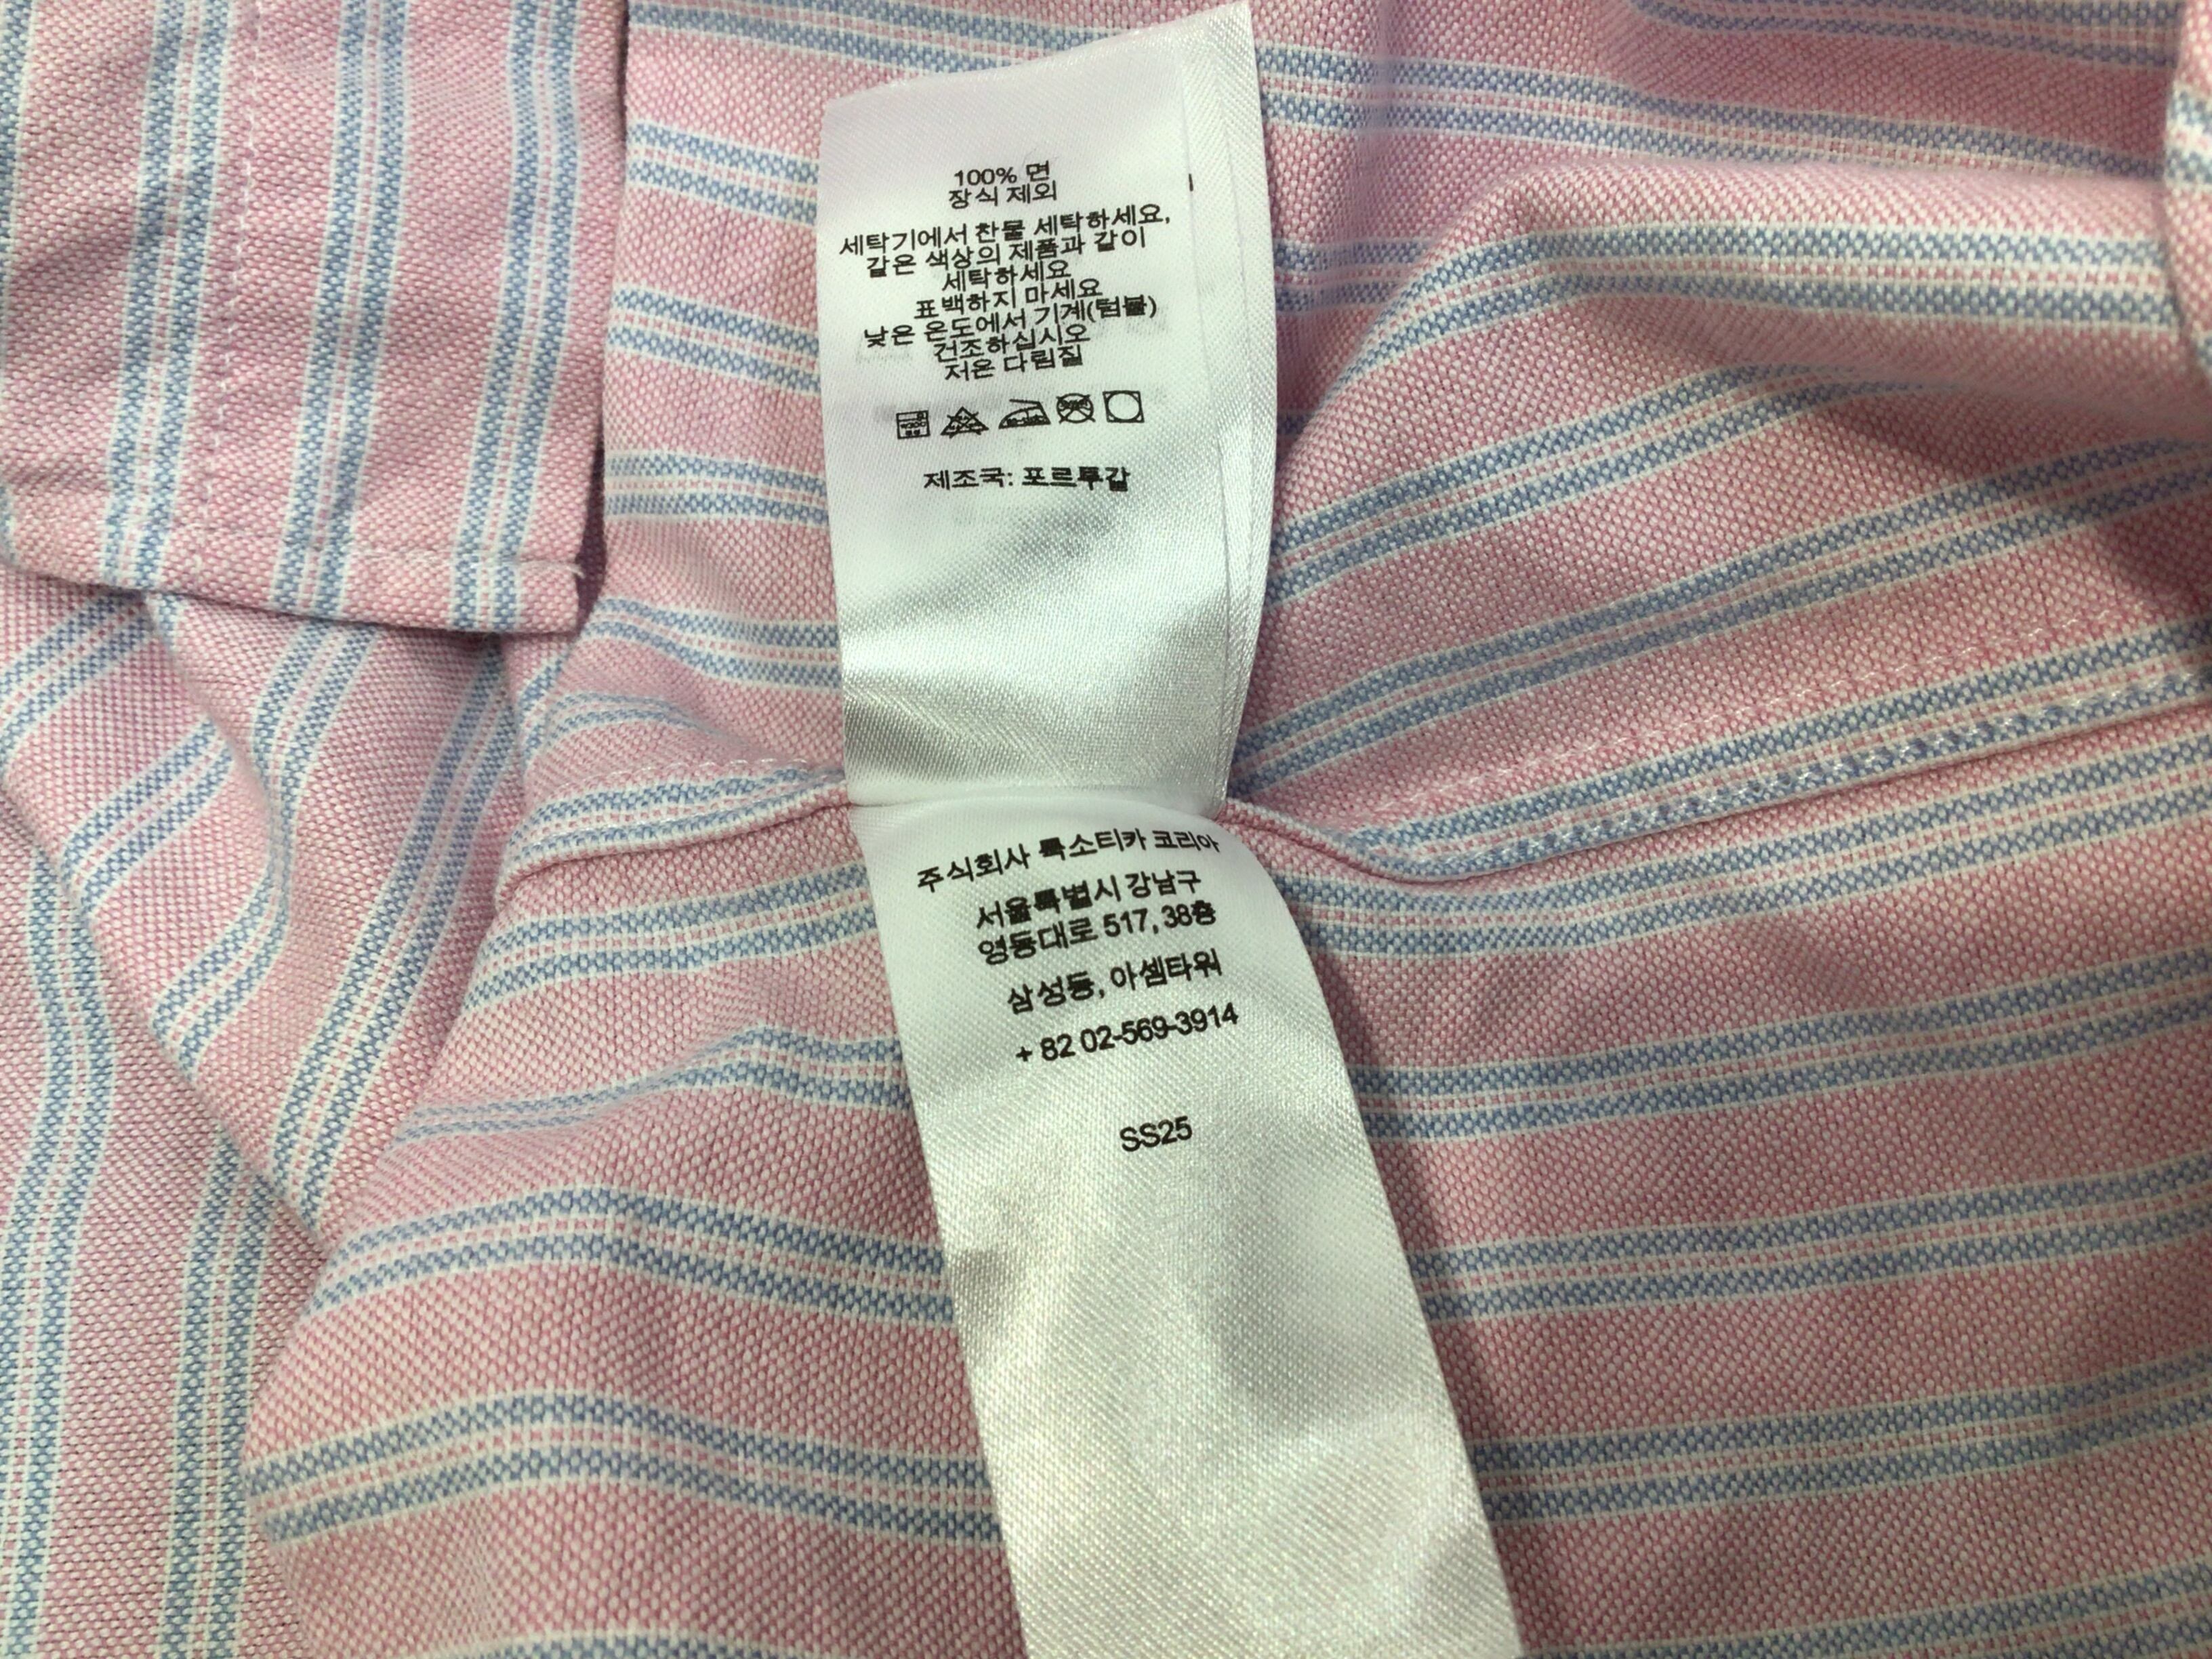 100% 면
장식 제외
세탁기에서 찬물 세탁하세요,
같은 색상의 제품과 같이
세탁하세요
표백하지 마세요
낮은 온도에서 기계(텀블)
건조하십시오
저온 다림질
제조국: 포르투갈
주식회사 룩소티카 코리아
서울특별시 강남구
영동대로 517, 38층
삼성동, 아셈타워
+ 82 02-569-3914
SS25